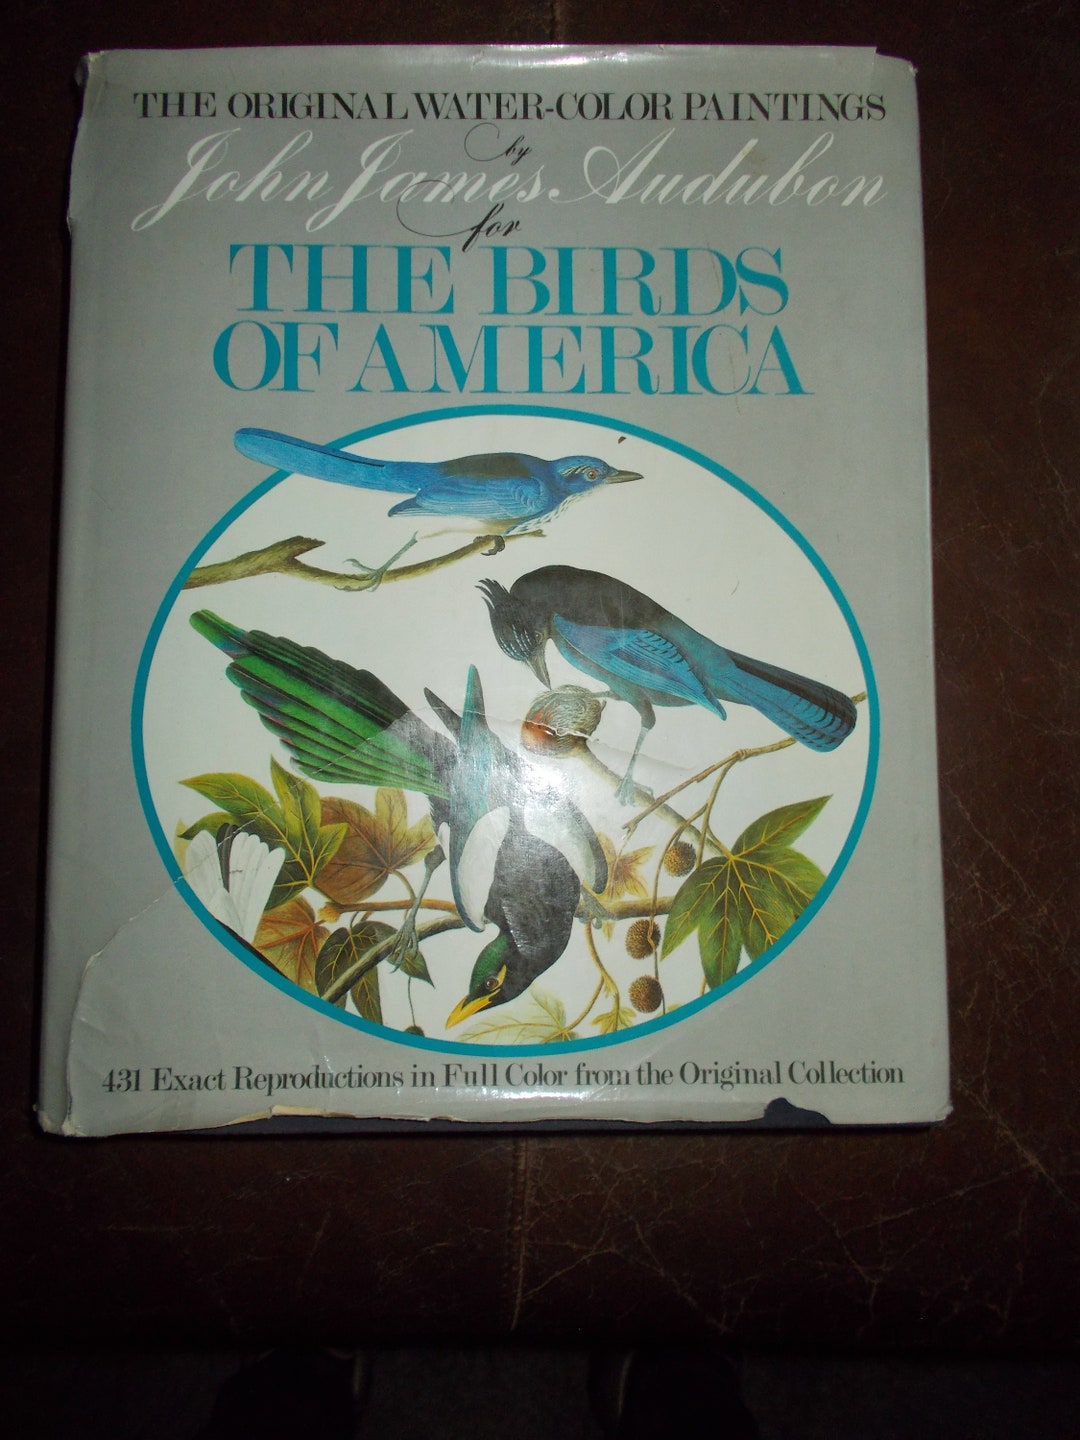 THE ORIGINAL WATER-COLOR PAINTINGS
by
John James Audubon
for
THE BIRDS
OF AMERICA
431 Exact Reproductions in Full Color from the Original Collection